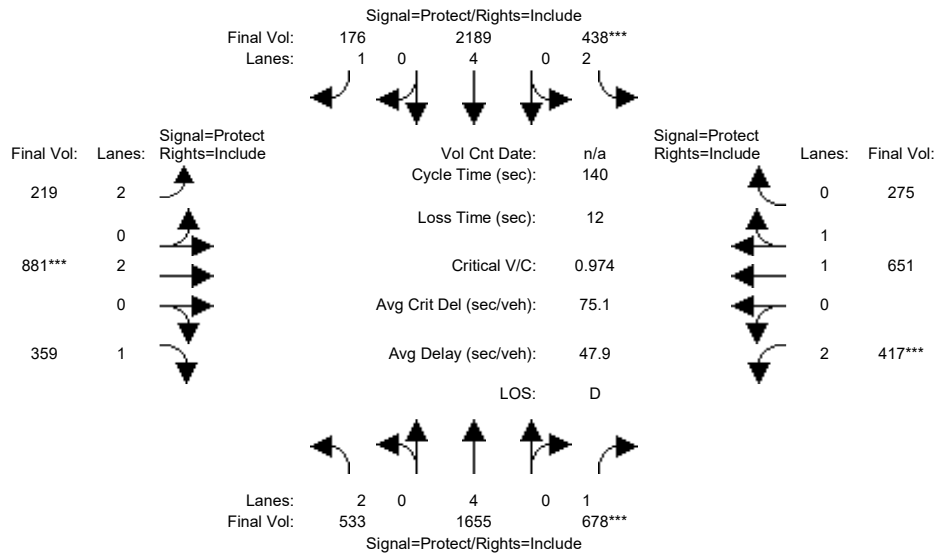 Signal=Protect/Rights=Include
Final Vol: 176 2189 438***
Lanes: 1 0 4 0 2
Signal=Protect
Final Vol: Lanes: Rights=Include
Vol Cnt Date: n/a
Signal=Protect
Rights=Include Lanes: Final Vol:
Cycle Time (sec): 140
219 2
0 275
Loss Time (sec): 12
0
1
881*** 2
Critical V/C: 0.974
1 651
0
Avg Crit Del (sec/veh): 75.1
0
359 1
Avg Delay (sec/veh): 47.9
2 417***
LOS: D
Lanes: 2 0 4 0 1
Final Vol: 533 1655 678***
Signal=Protect/Rights=Include